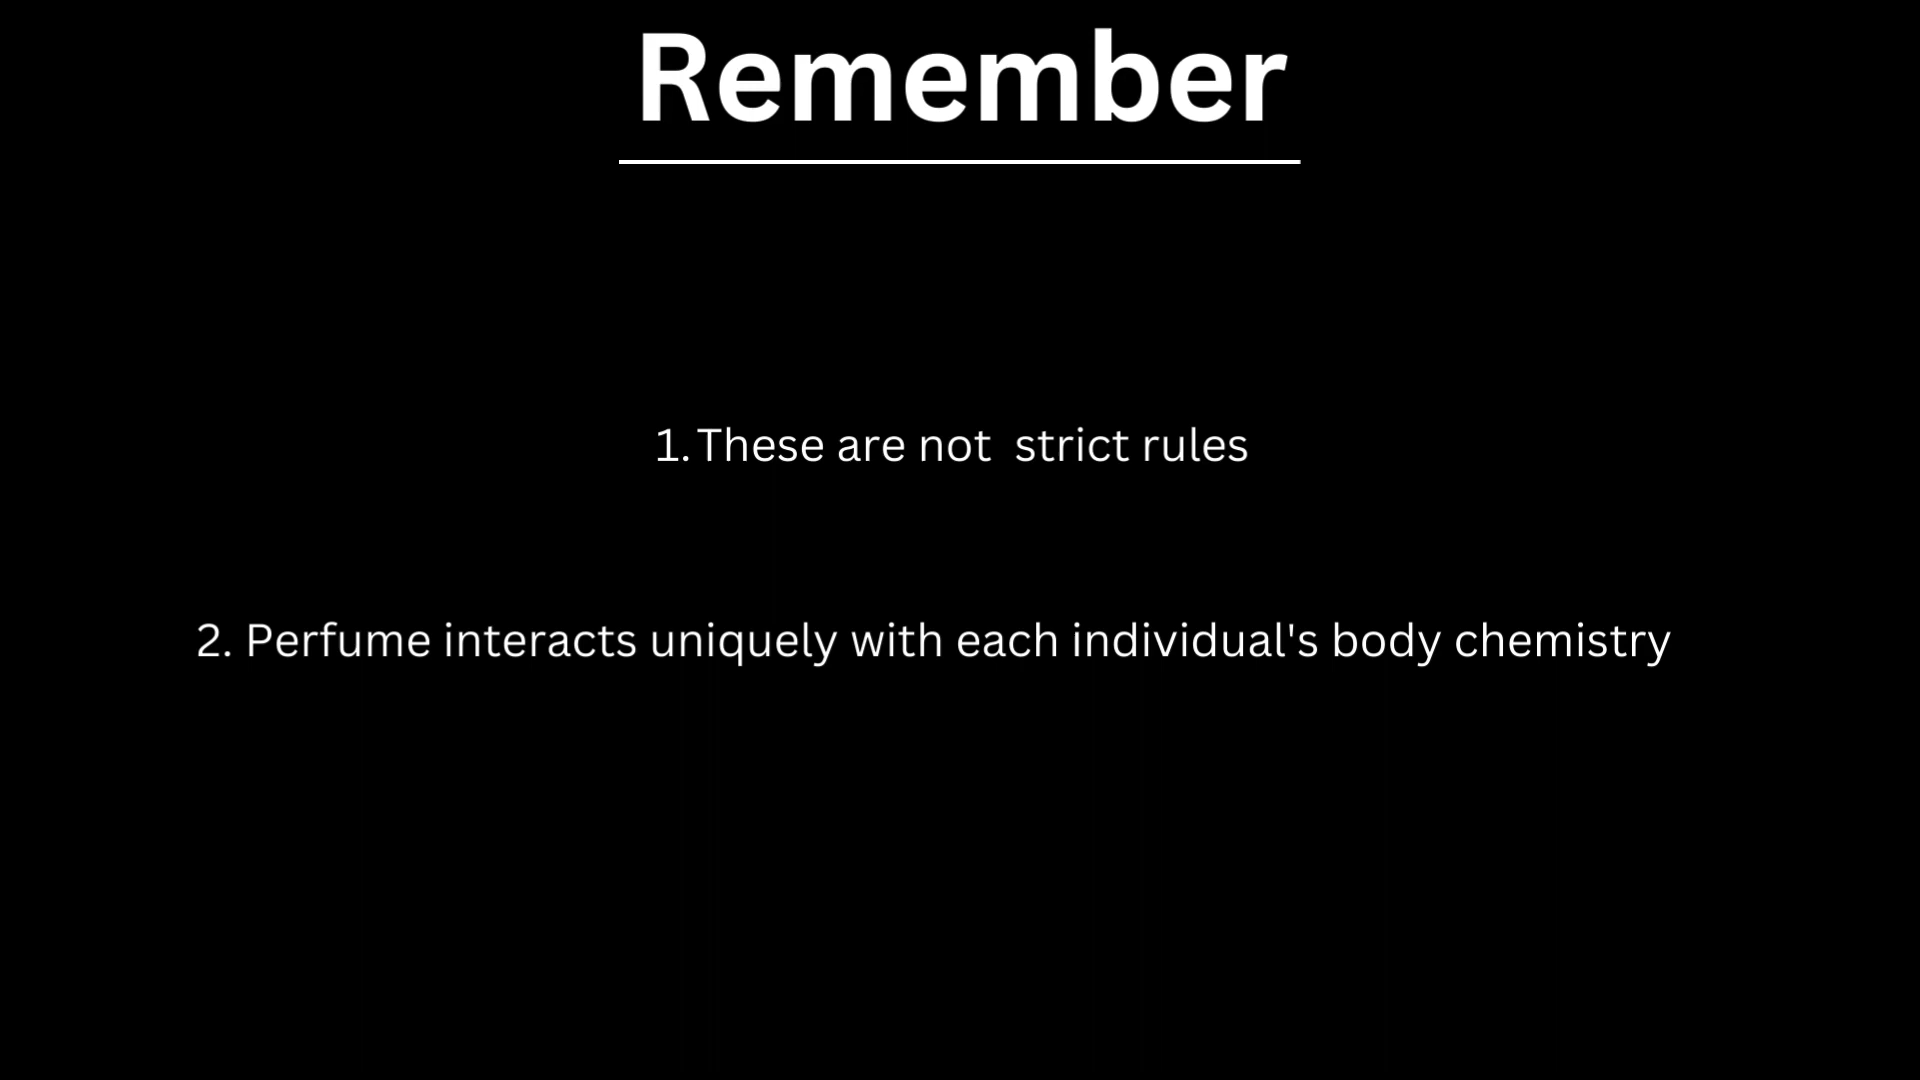 Remember
1. These are not  strict rules
2. Perfume interacts uniquely with each individual's body chemistry